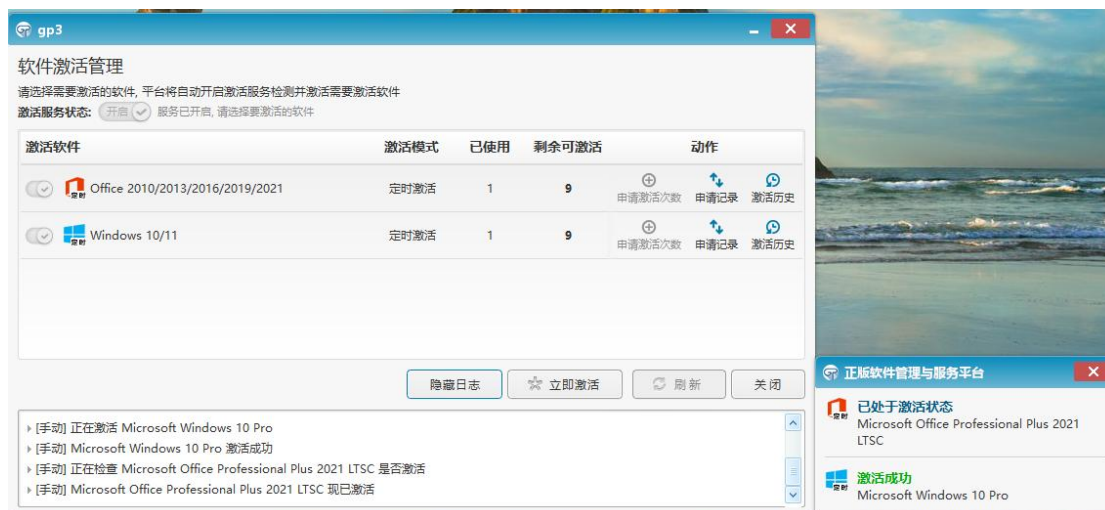 gp3
软件激活管理
请选择需要激活的软件, 平台将自动开启激活服务检测并激活需要激活软件
激活服务状态: 开启 服务已开启, 请选择要激活的软件
激活软件 激活模式 已使用 剩余可激活 动作
定时 Office 2010/2013/2016/2019/2021 定时激活 1 9 申请激活次数 申请记录 激活历史
定时 Windows 10/11 定时激活 1 9 申请激活次数 申请记录 激活历史
隐藏日志 立即激活 刷新 关闭
[手动] 正在激活 Microsoft Windows 10 Pro
[手动] Microsoft Windows 10 Pro 激活成功
[手动] 正在检查 Microsoft Office Professional Plus 2021 LTSC 是否激活
[手动] Microsoft Office Professional Plus 2021 LTSC 现已激活
正版软件管理与服务平台
定时 已处于激活状态
Microsoft Office Professional Plus 2021
LTSC
定时 激活成功
Microsoft Windows 10 Pro